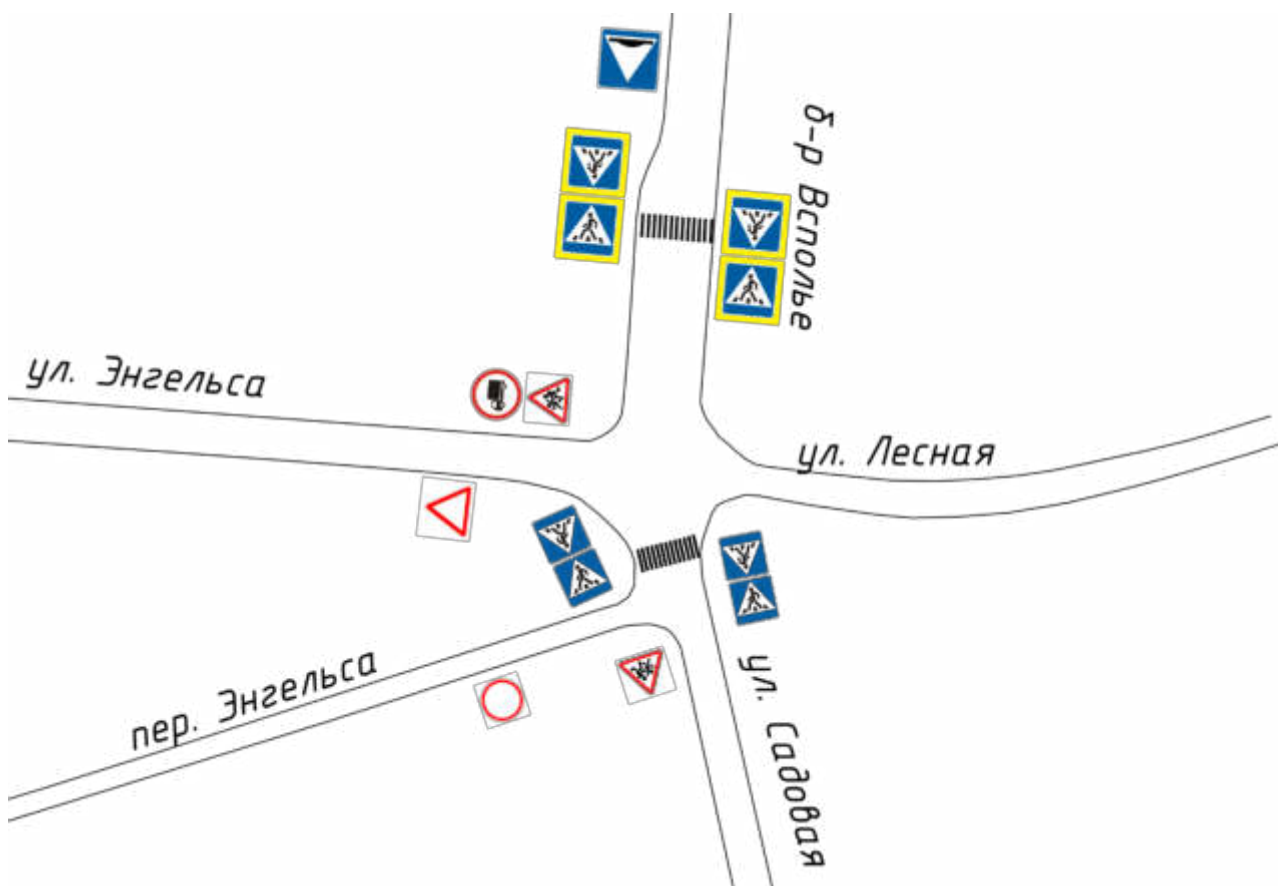 б-р Всполье
ул. Энгельса
ул. Лесная
пер. Энгельса
ул. Садовая